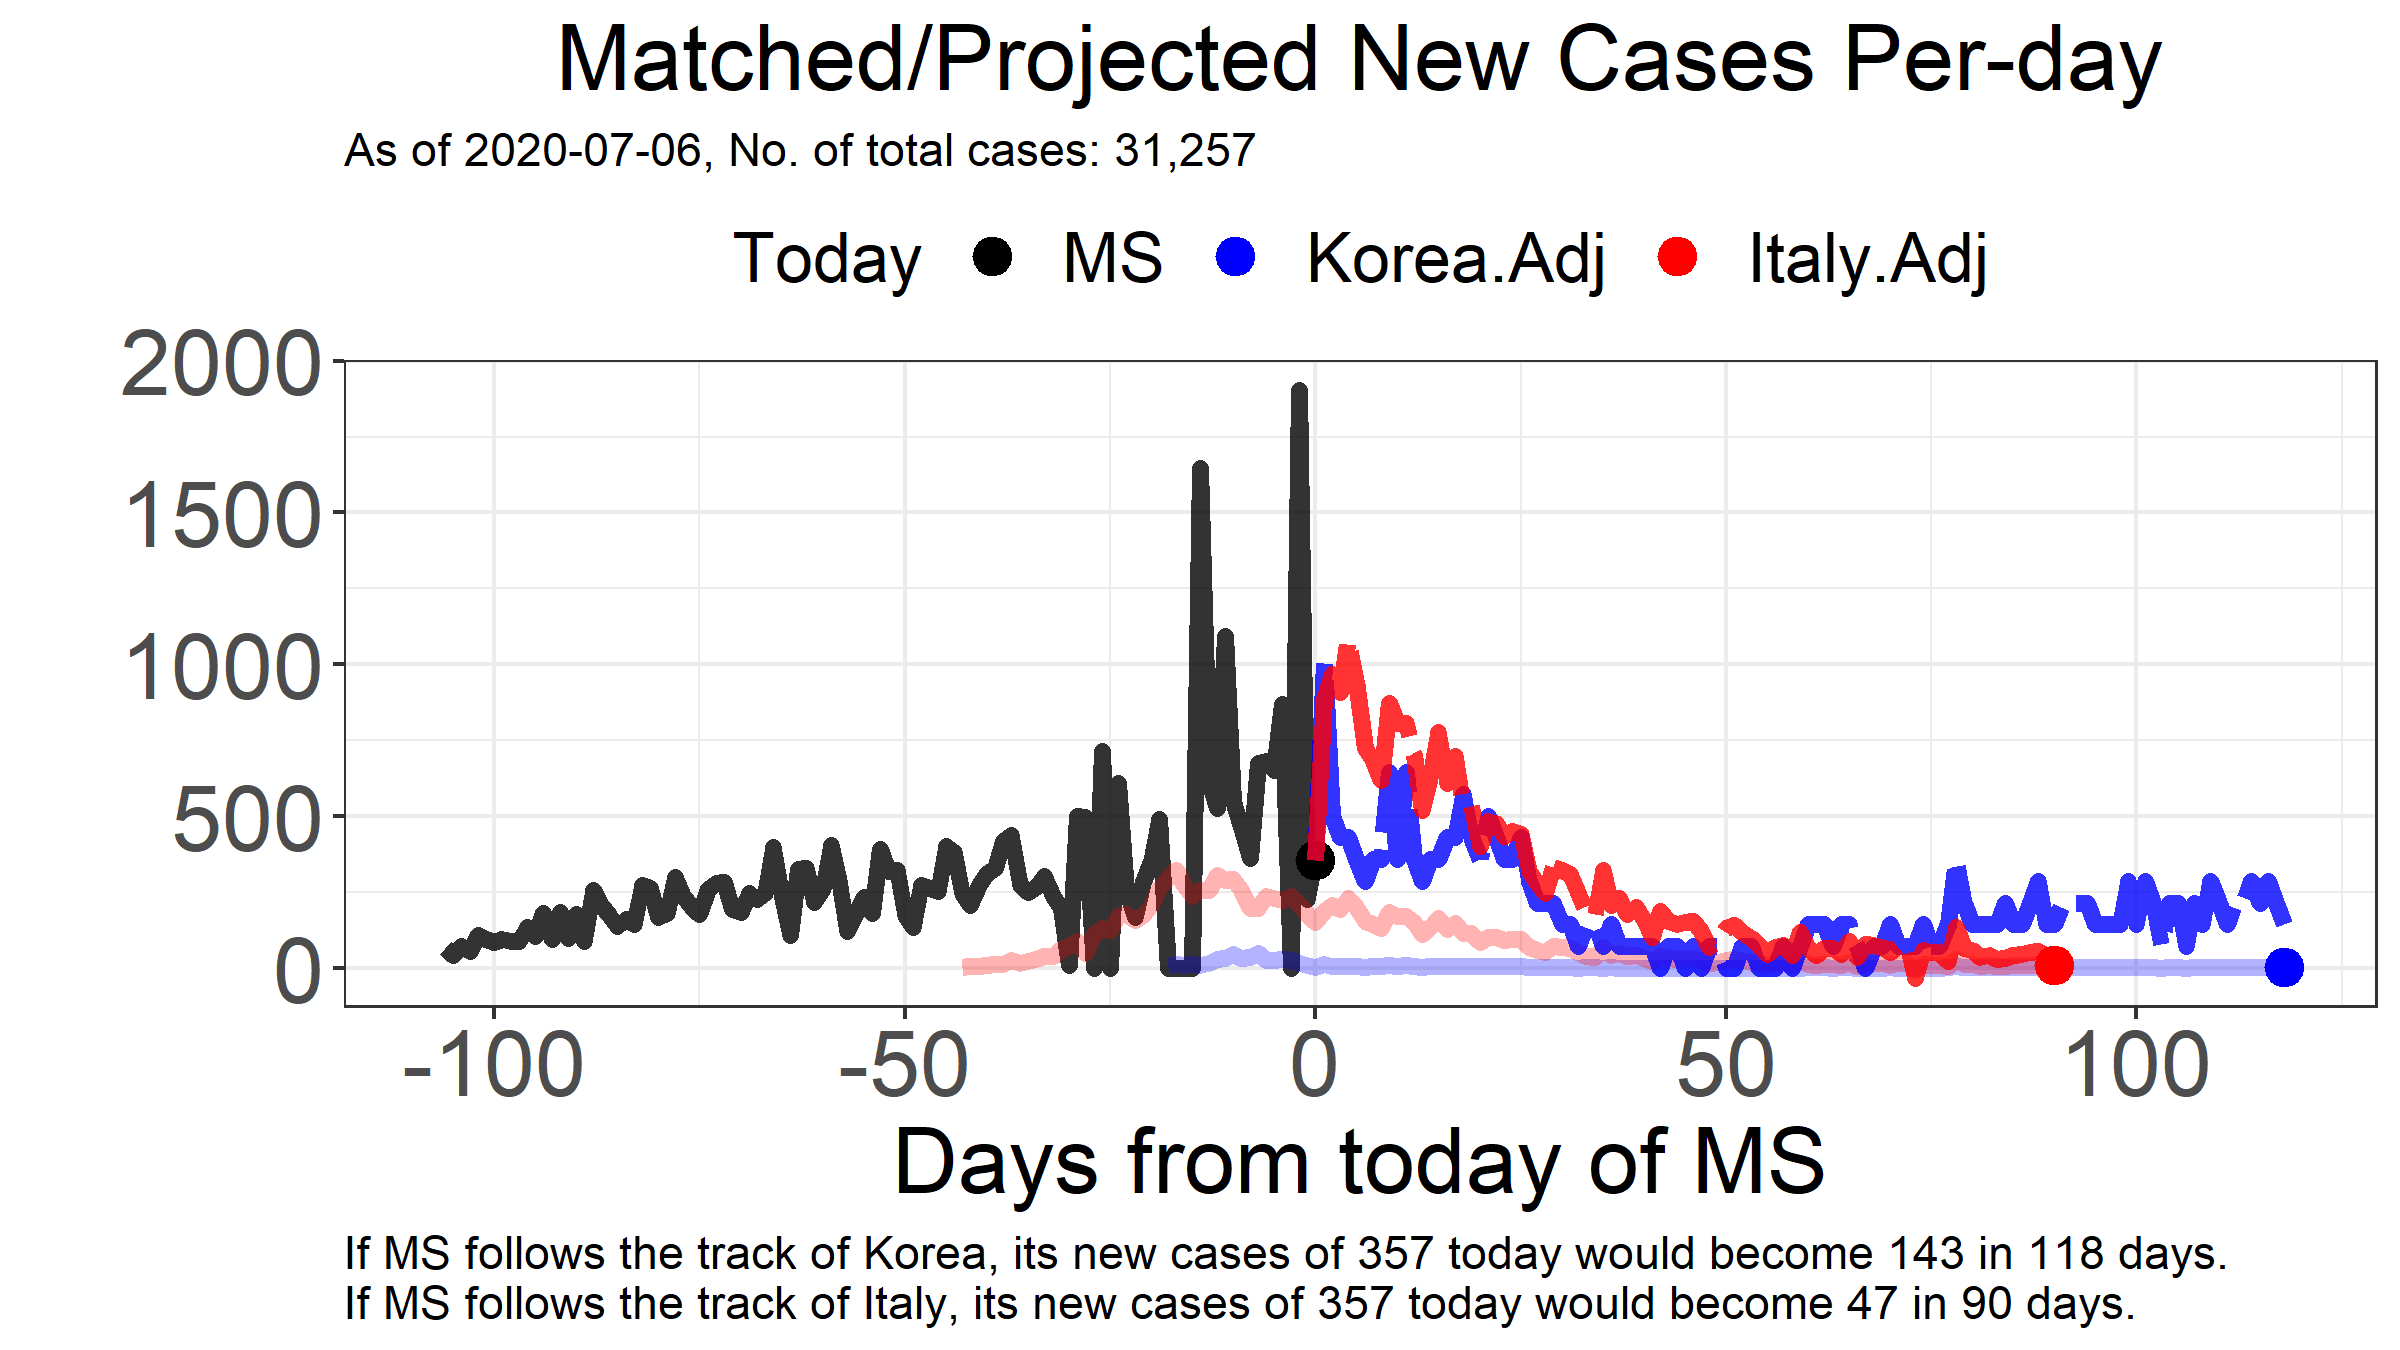 Matched/Projected New Cases Per-day
As of 2020-07-06, No. of total cases: 31,257
Today MS Korea.Adj Italy.Adj
2000
1500
1000
500
0
-100 -50 0 50 100
Days from today of MS
If MS follows the track of Korea, its new cases of 357 today would become 143 in 118 days.
If MS follows the track of Italy, its new cases of 357 today would become 47 in 90 days.